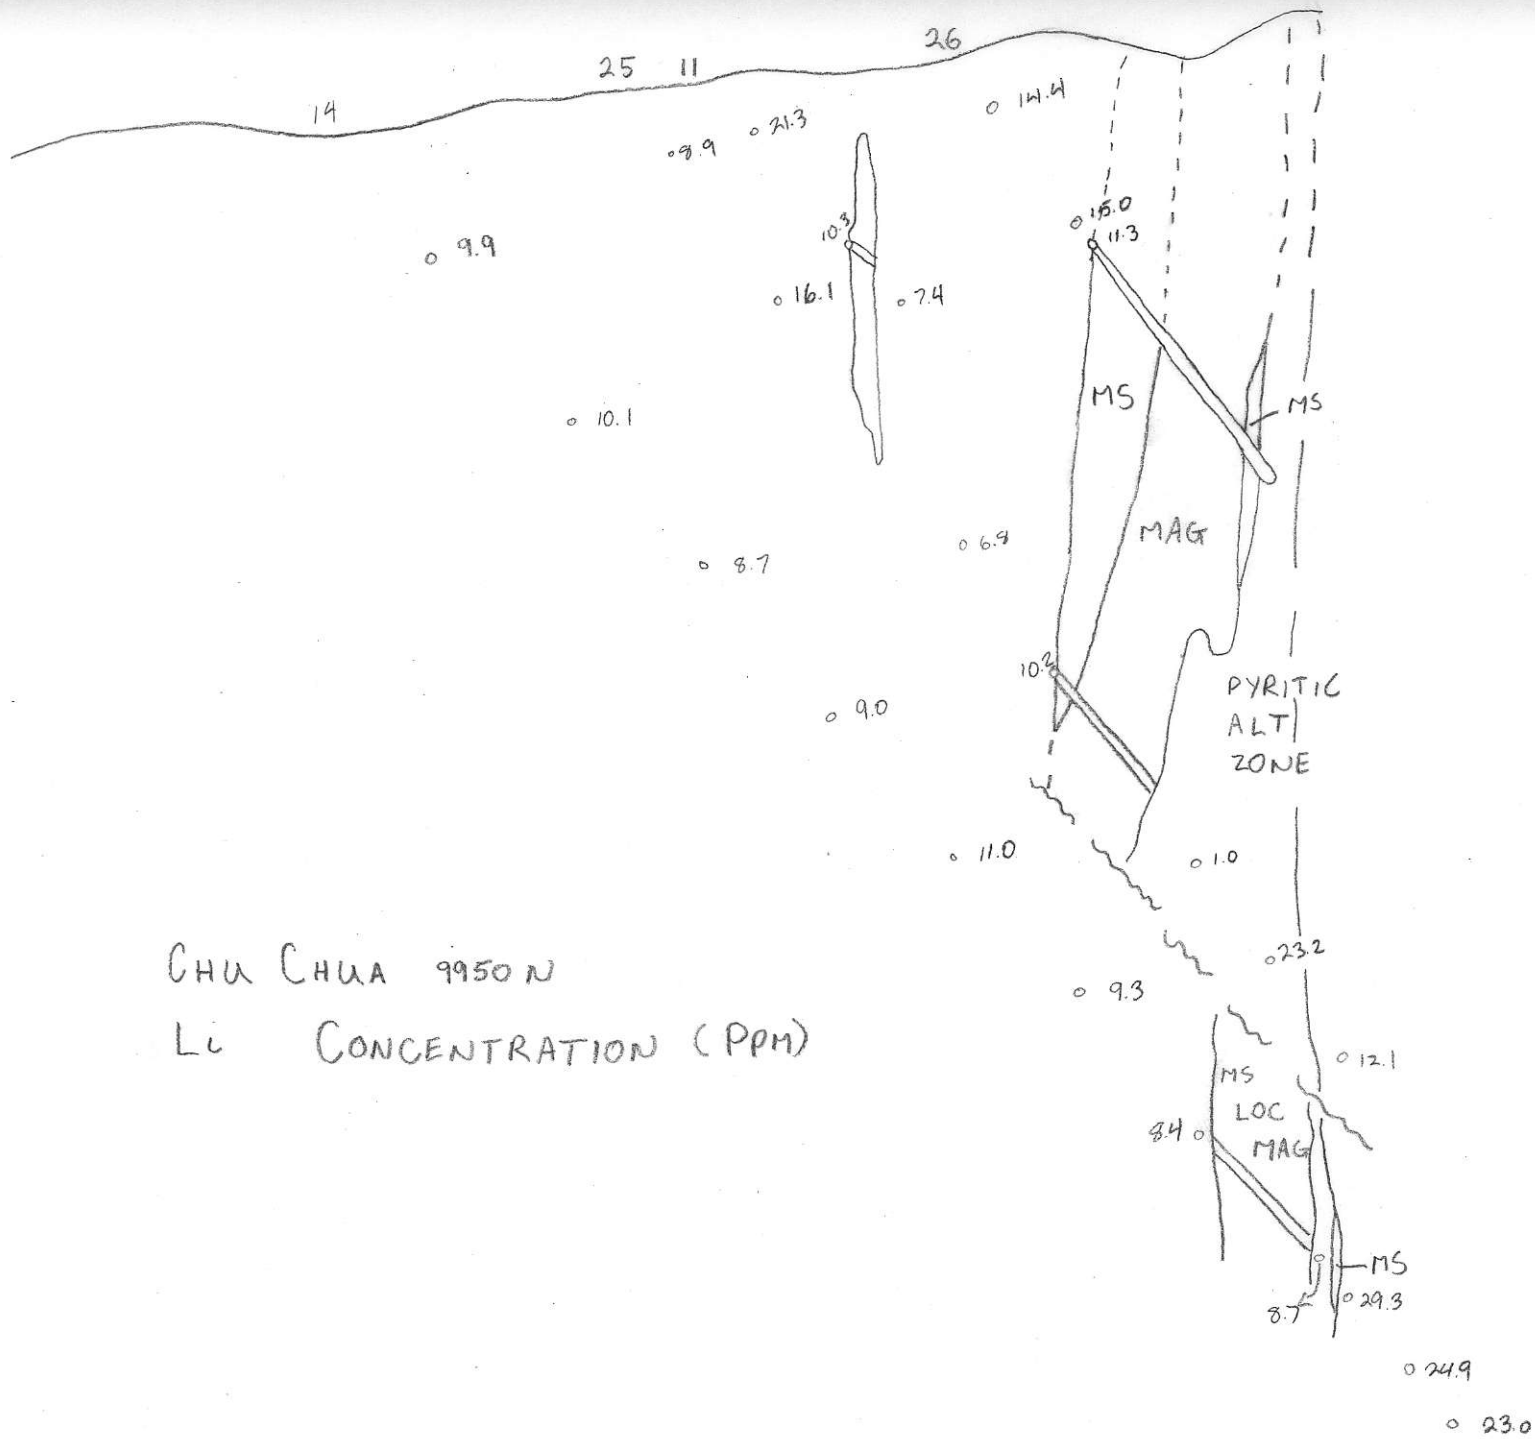 26
25 11
14
14.4
21.3
8.9
15.0
10.3
11.3
9.9
16.1
7.4
MS
MS
10.1
MAG
6.8
8.7
10.2
PYRITIC
ALT
ZONE
9.0
11.0
1.0
23.2
CHU CHUA 9950 N
9.3
Li CONCENTRATION (PPM)
12.1
MS
LOC
MAG
8.4
MS
8.7
29.3
24.9
23.0